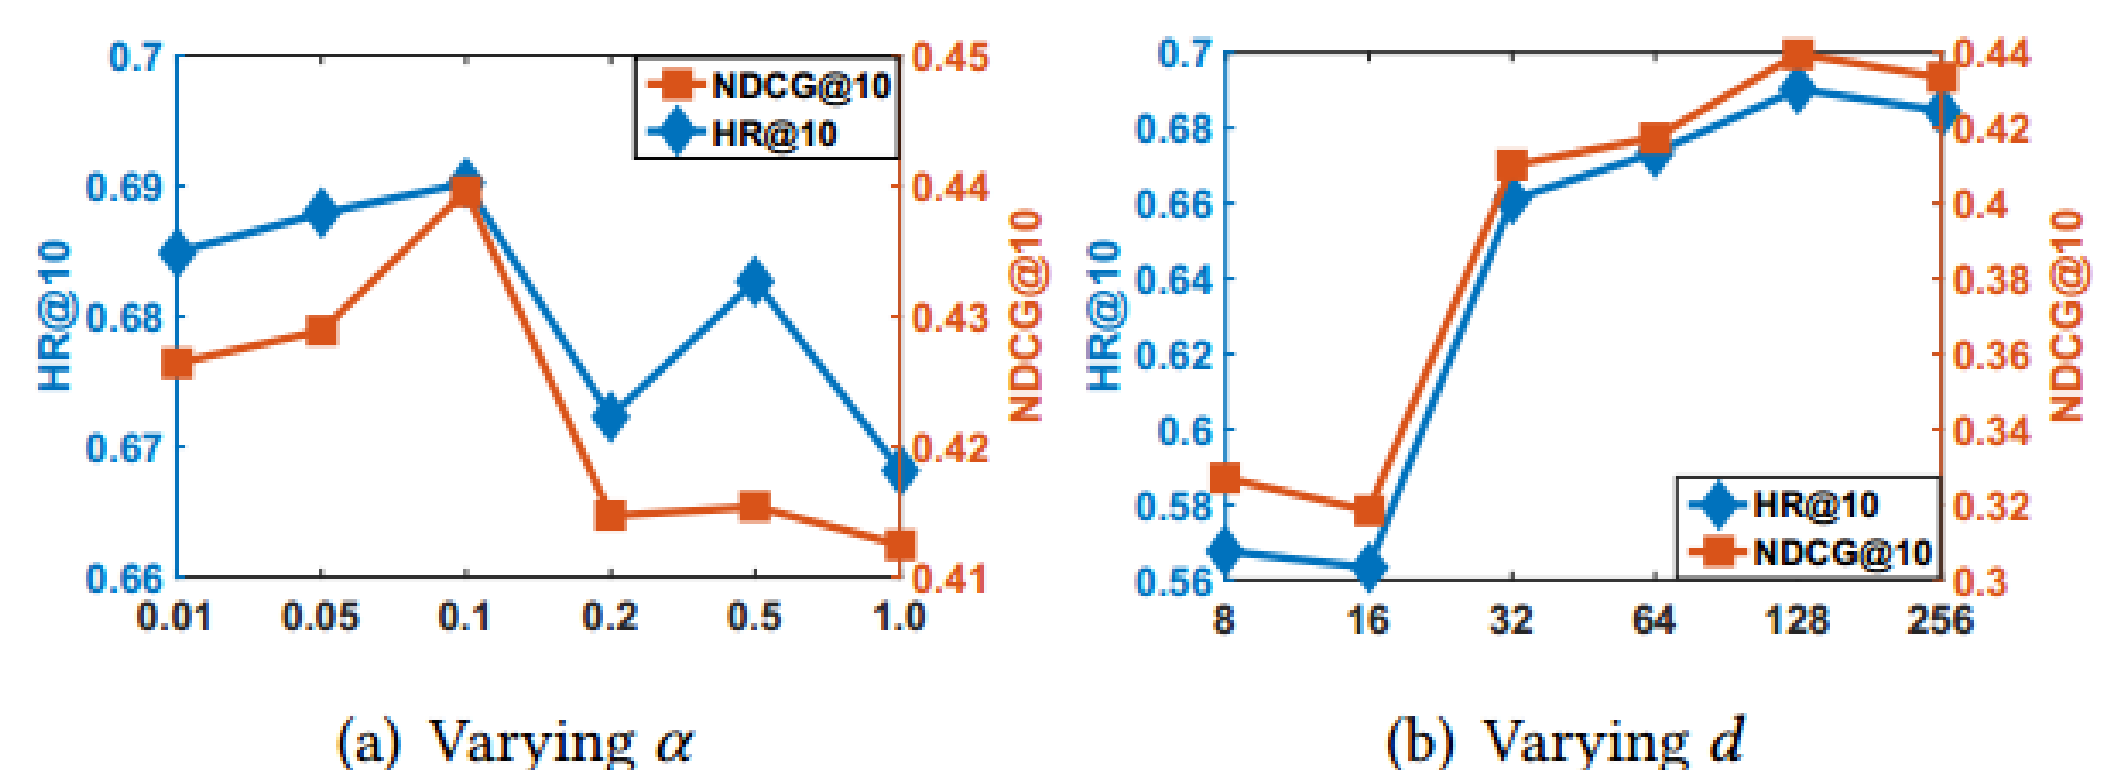 0.7
0.69
0.68
0.67
0.66
HR@10
NDCG@10
HR@10
0.45
0.44
0.43
0.42
0.41
NDCG@10
0.01 0.05 0.1 0.2 0.5 1.0
(a) Varying α
0.7
0.68
0.66
0.64
0.62
0.6
0.58
0.56
HR@10
HR@10
NDCG@10
0.44
0.42
0.4
0.38
0.36
0.34
0.32
0.3
NDCG@10
8 16 32 64 128 256
(b) Varying d